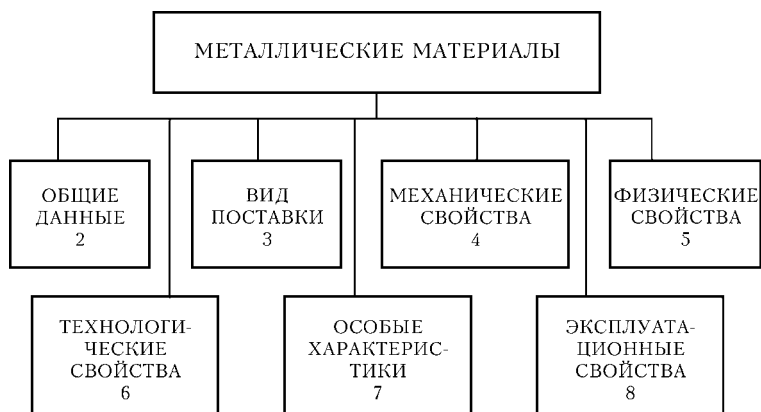 МЕТАЛЛИЧЕСКИЕ МАТЕРИАЛЫ
ОБЩИЕ
ДАННЫЕ
2
ВИД
ПОСТАВКИ
3
МЕХАНИЧЕСКИЕ
СВОЙСТВА
4
ФИЗИЧЕСКИЕ
СВОЙСТВА
5
ТЕХНОЛОГИ-
ЧЕСКИЕ
СВОЙСТВА
6
ОСОБЫЕ
ХАРАКТЕРИС-
ТИКИ
7
ЭКСПЛУАТА-
ЦИОННЫЕ
СВОЙСТВА
8